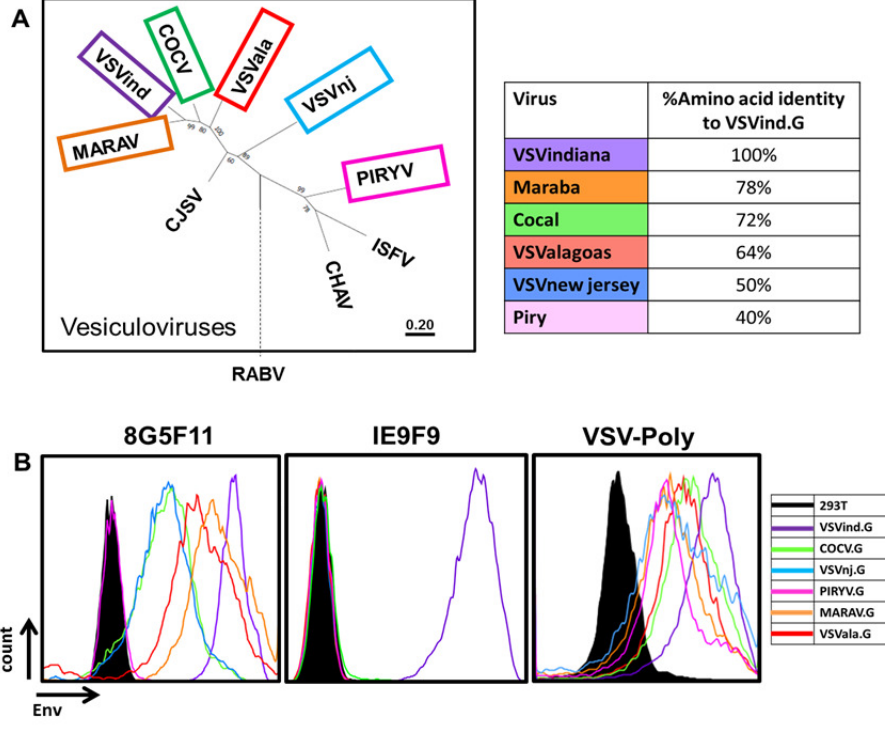 A
COCV
VSVala
VSVind
VSVnj
MARAV
PIRYV
CJSV
ISFV
CHAV
99
80
100
60
89
99
78
Vesiculoviruses
0.20
RABV
Virus %Amino acid identity
to VSVind.G
VSVindiana 100%
Maraba 78%
Cocal 72%
VSValagoas 64%
VSVnew jersey 50%
Piry 40%
B
8G5F11 IE9F9 VSV-Poly
293T
VSVind.G
COCV.G
VSVnj.G
PIRYV.G
MARAV.G
VSVala.G
count
Env